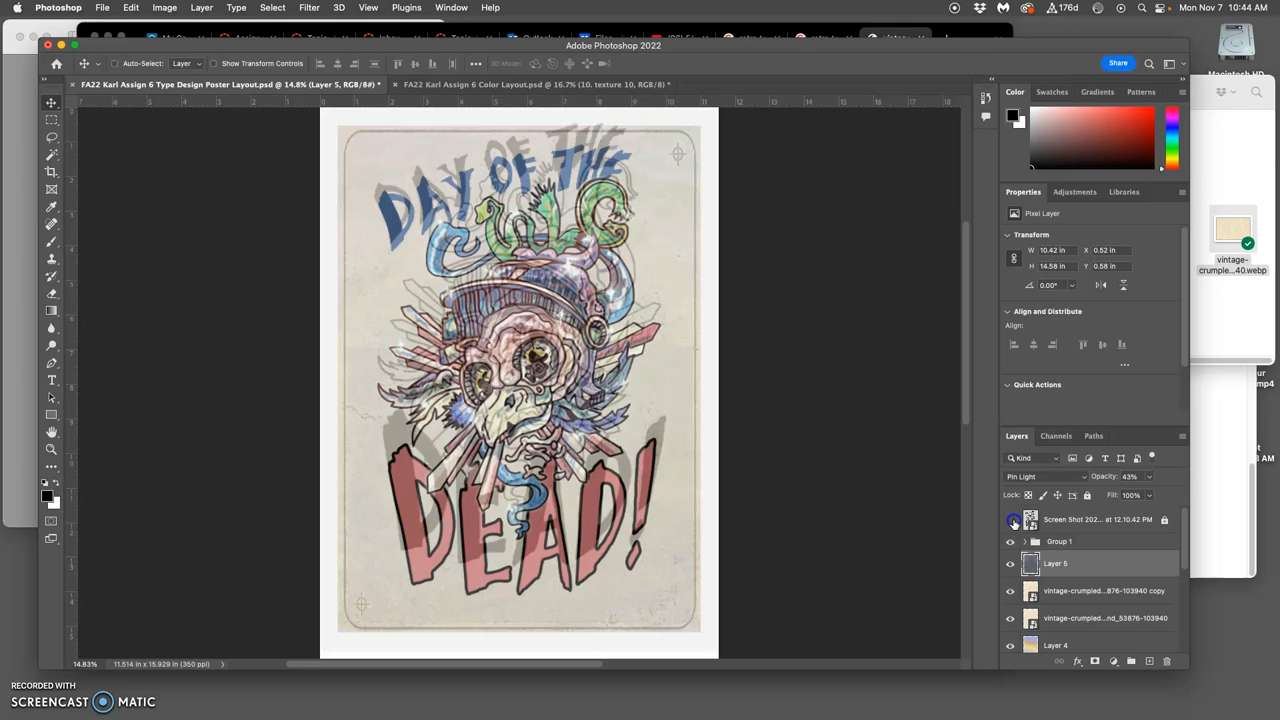 Photoshop File Edit Image Layer Type Select Filter 3D View Plugins Window Help
176d Mon Nov 7 10:44 AM
Adobe Photoshop 2022
Auto-Select: Layer Show Transform Controls 3D Mode: Share
× FA22 Karl Assign 6 Type Design Poster Layout.psd @ 14.8% (Layer 5, RGB/8#) * × FA22 Karl Assign 6 Color Layout.psd @ 16.7% (10. texture 10, RGB/8) *
Color Swatches Gradients Patterns
Properties Adjustments Libraries
Pixel Layer
Transform
W 10.42 in X 0.52 in
H 14.58 in Y 0.58 in
0.00°
Align and Distribute
Align:
Quick Actions
Layers Channels Paths
Kind
Pin Light Opacity: 43%
Lock: Fill: 100%
Screen Shot 202... at 12.10.42 PM
Group 1
Layer 5
vintage-crumpled...876-103940 copy
vintage-crumpled...nd_53876-103940
Layer 4
DAY OF THE
DEAD!
14.83% 11.514 in x 15.929 in (350 ppi)
vintage-
crumple...40.webp
RECORDED WITH
SCREENCAST MATIC